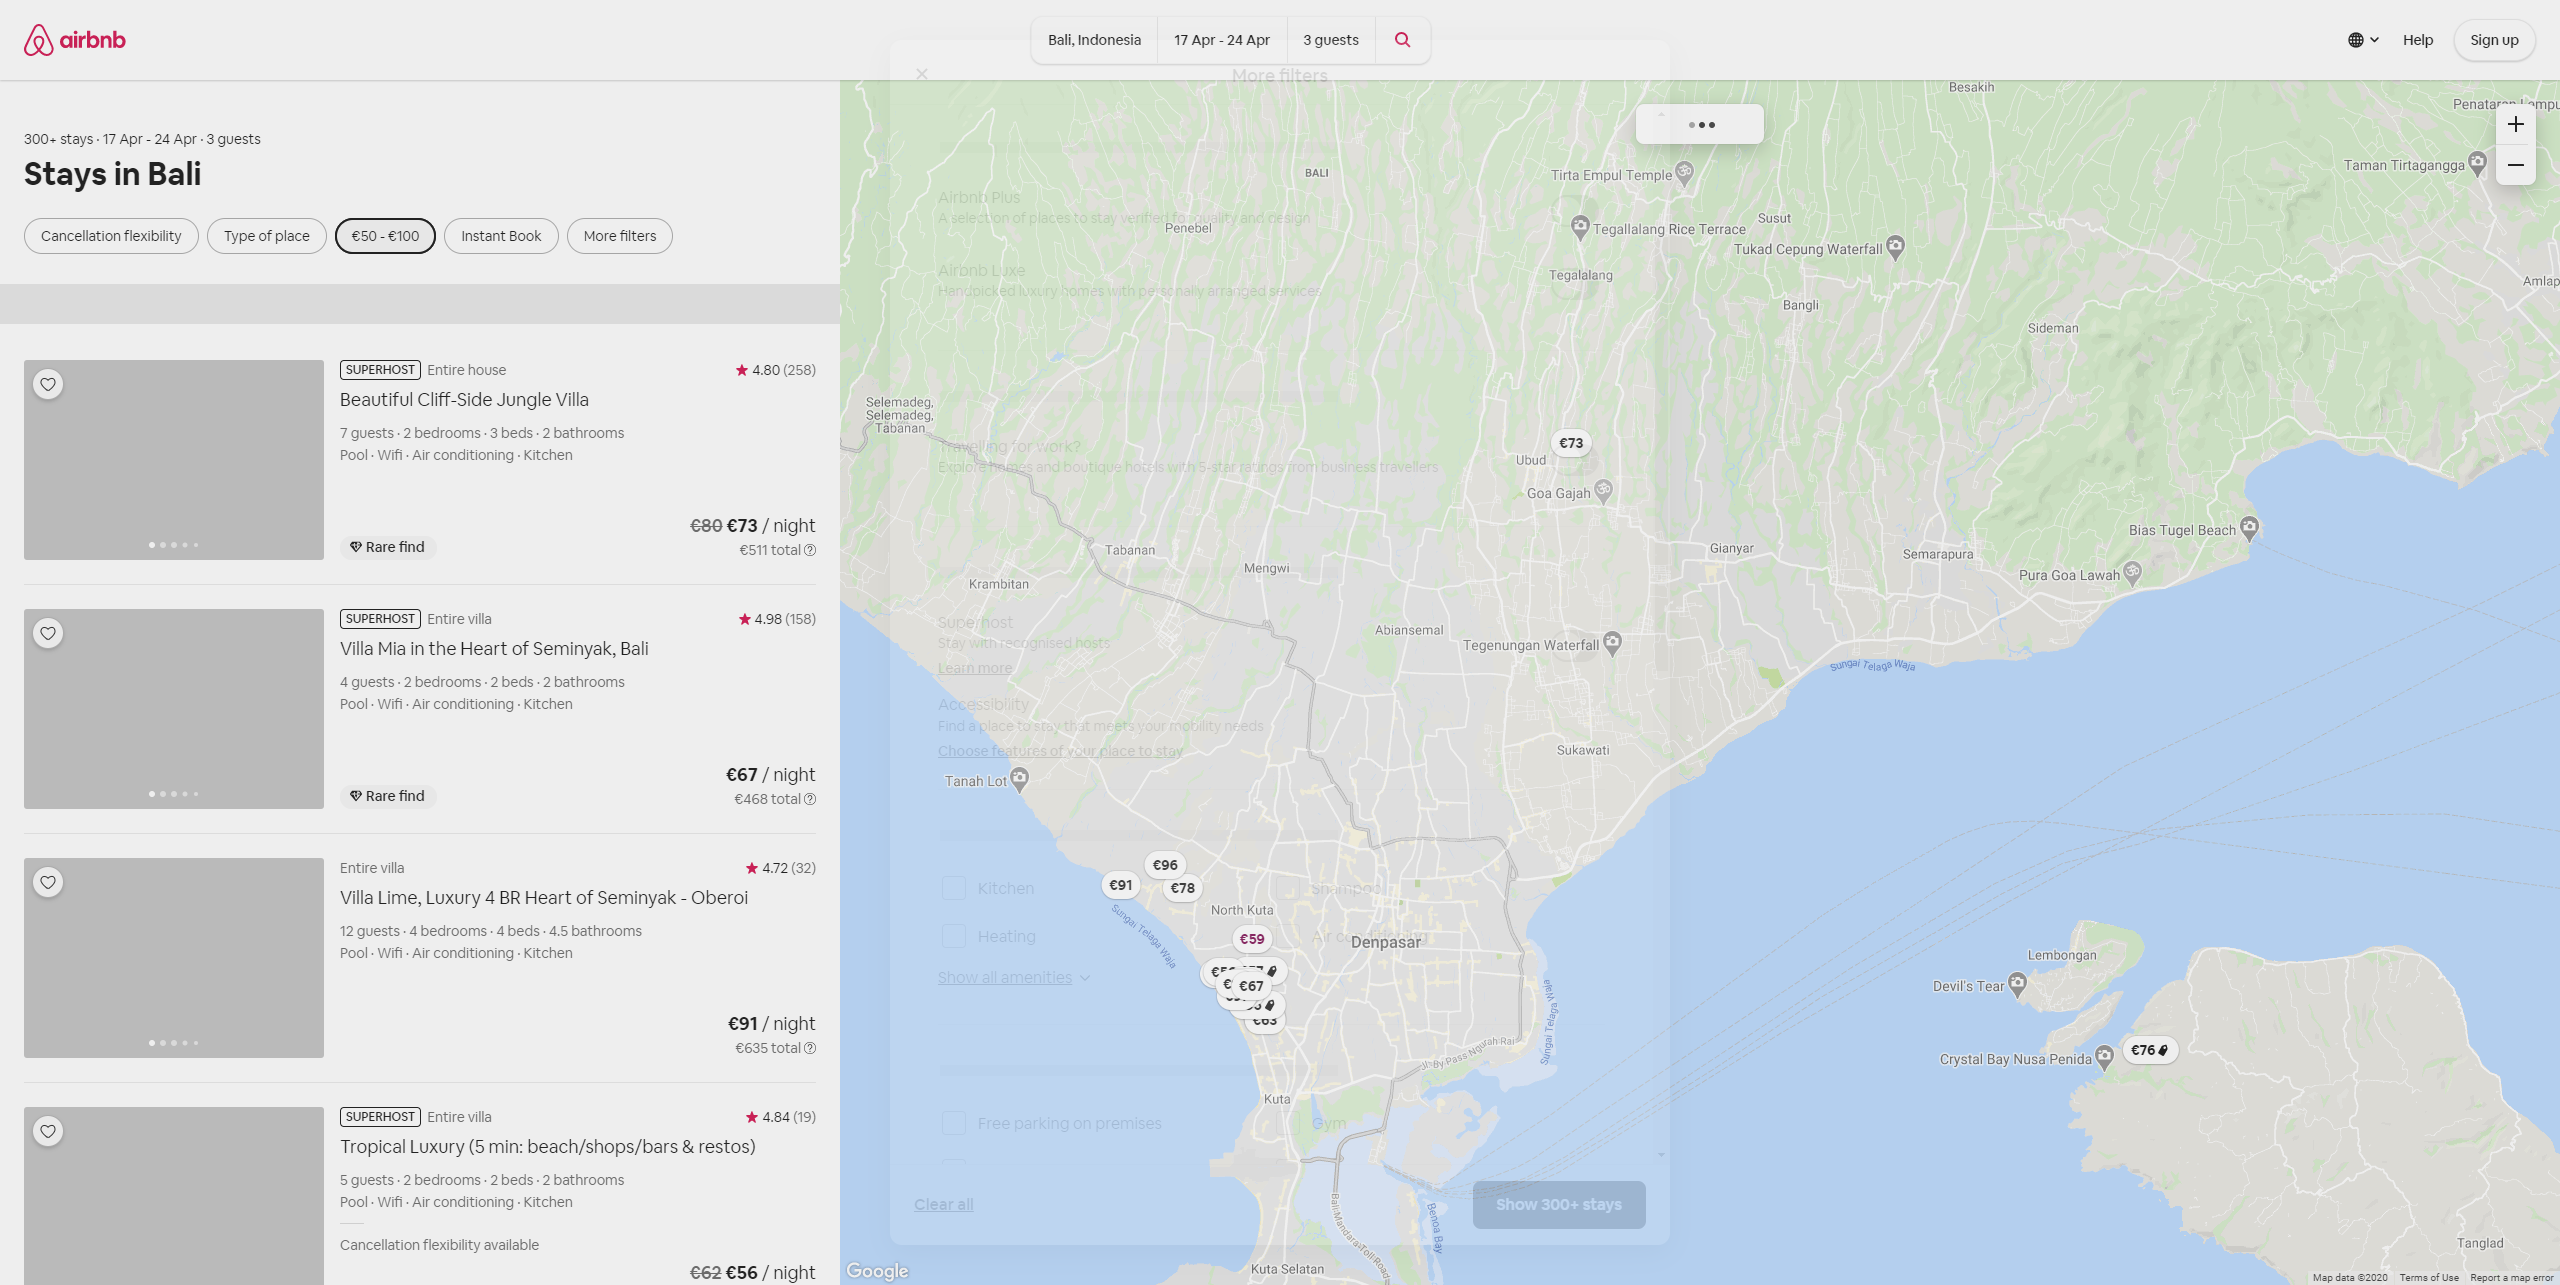 airbnb
Bali, Indonesia
17 Apr - 24 Apr
3 guests
Help
Sign up
300+ stays · 17 Apr - 24 Apr · 3 guests
Stays in Bali
Cancellation flexibility
Type of place
€50 - €100
Instant Book
More filters
SUPERHOST Entire house
4.80 (258)
Beautiful Cliff-Side Jungle Villa
7 guests · 2 bedrooms · 3 beds · 2 bathrooms
Pool · Wifi · Air conditioning · Kitchen
€80 €73 / night
Rare find
€511 total
SUPERHOST Entire villa
4.98 (158)
Villa Mia in the Heart of Seminyak, Bali
4 guests · 2 bedrooms · 2 beds · 2 bathrooms
Pool · Wifi · Air conditioning · Kitchen
€67 / night
Rare find
€468 total
Entire villa
4.72 (32)
Villa Lime, Luxury 4 BR Heart of Seminyak - Oberoi
12 guests · 4 bedrooms · 4 beds · 4.5 bathrooms
Pool · Wifi · Air conditioning · Kitchen
€91 / night
€635 total
SUPERHOST Entire villa
4.84 (19)
Tropical Luxury (5 min: beach/shops/bars & restos)
5 guests · 2 bedrooms · 2 beds · 2 bathrooms
Pool · Wifi · Air conditioning · Kitchen
Cancellation flexibility available
€62 €56 / night
More filters
Airbnb Plus
A selection of places to stay verified for quality and design
Airbnb Luxe
Handpicked luxury homes with personally arranged services
Travelling for work?
Explore homes and boutique hotels with 5-star ratings from business travellers
Superhost
Stay with recognised hosts
Learn more
Accessibility
Find a place to stay that meets your mobility needs
Choose features of your place to stay
Kitchen
Shampoo
Heating
Air conditioning
Show all amenities
Free parking on premises
Gym
Clear all
Show 300+ stays
Besakih
BALI
Tirta Empul Temple
Taman Tirtagangga
Penebel
Tegallalang Rice Terrace
Susut
Tukad Cepung Waterfall
Tegalalang
Bangli
Sideman
Selemadeg,
Selemadeg,
Tabanan
€73
Ubud
Goa Gajah
Bias Tugel Beach
Tabanan
Gianyar
Semarapura
Mengwi
Krambitan
Pura Goa Lawah
Abiansemal
Tegenungan Waterfall
Sungai Telaga Waja
Sukawati
Tanah Lot
€96
€91
€78
North Kuta
Sungai Telaga Waja
€59
Denpasar
€67
€63
Sungai Telaga Waja
Jl. By Pass Ngurah Rai
Lembongan
Devil's Tear
Crystal Bay Nusa Penida
€76
Kuta
Bali Mandara Toll Road
Benoa Bay
Tanglad
Kuta Selatan
Google
Map data ©2020
Terms of Use
Report a map error